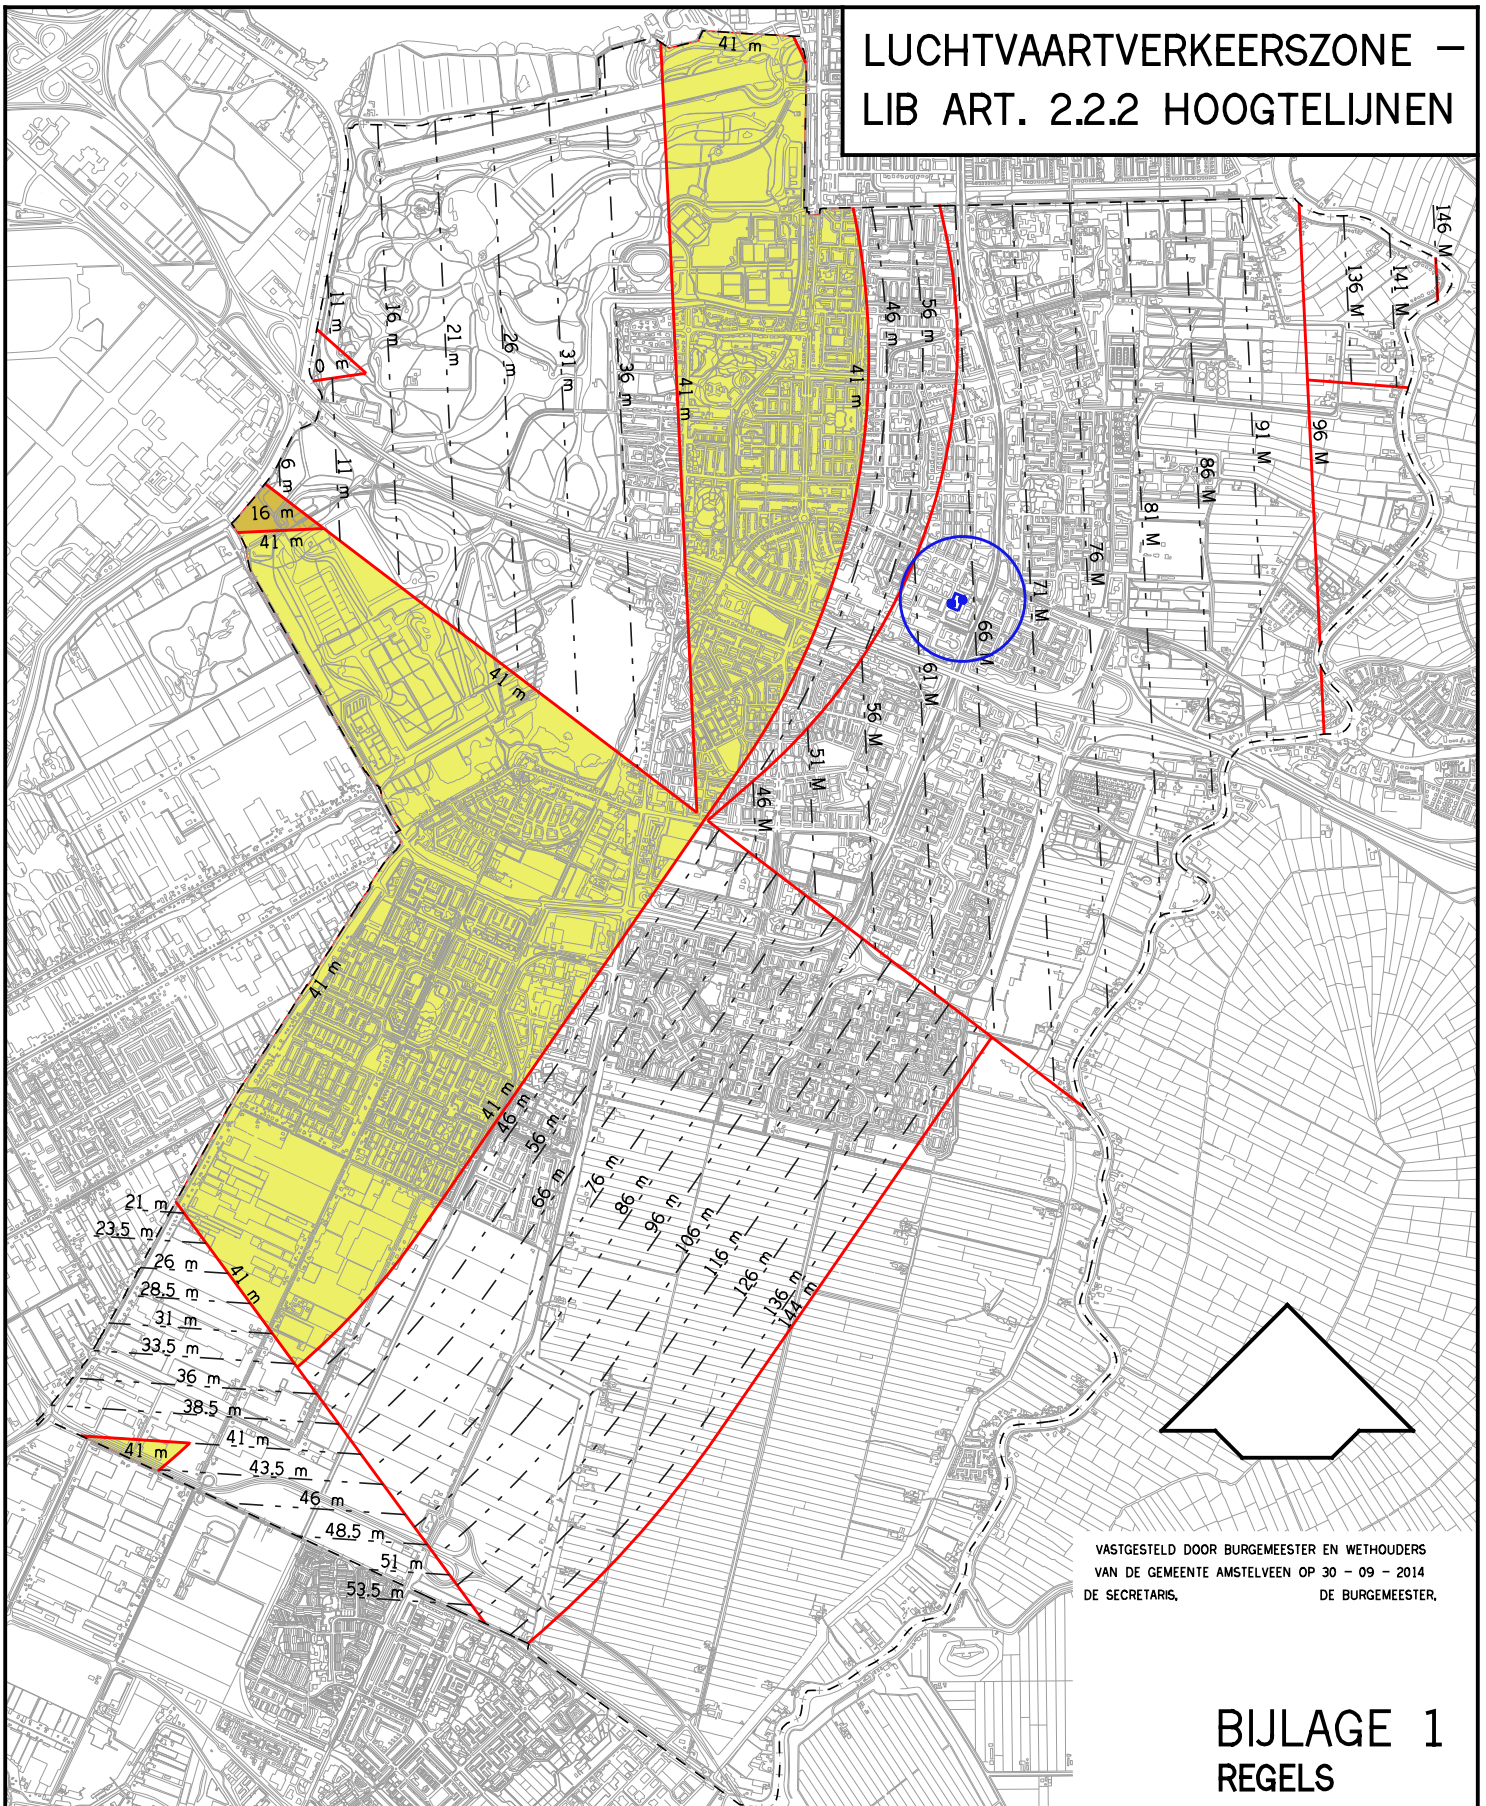 LUCHTVAARTVERKEERSZONE –
LIB ART. 2.2.2 HOOGTELIJNEN
41 m
146 M
136 M
141 M
11 m
16 m
21 m
26 m
31 m
36 m
41 m
41 m
46 m
56 m
0 m
6 m
11 m
16 m
41 m
96 M
91 M
86 M
81 M
76 M
71 M
66 M
61 M
56 M
51 M
46 M
41 m
41 m
41 m
46 m
56 m
66 m
76 m
86 m
96 m
106 m
116 m
126 m
136 m
144 m
21 m
23.5 m
26 m
28.5 m
31 m
33.5 m
36 m
38.5 m
41 m
41 m
41 m
43.5 m
46 m
48.5 m
51 m
53.5 m
VASTGESTELD DOOR BURGEMEESTER EN WETHOUDERS
VAN DE GEMEENTE AMSTELVEEN OP 30 – 09 – 2014
DE SECRETARIS, DE BURGEMEESTER,
BIJLAGE 1
REGELS